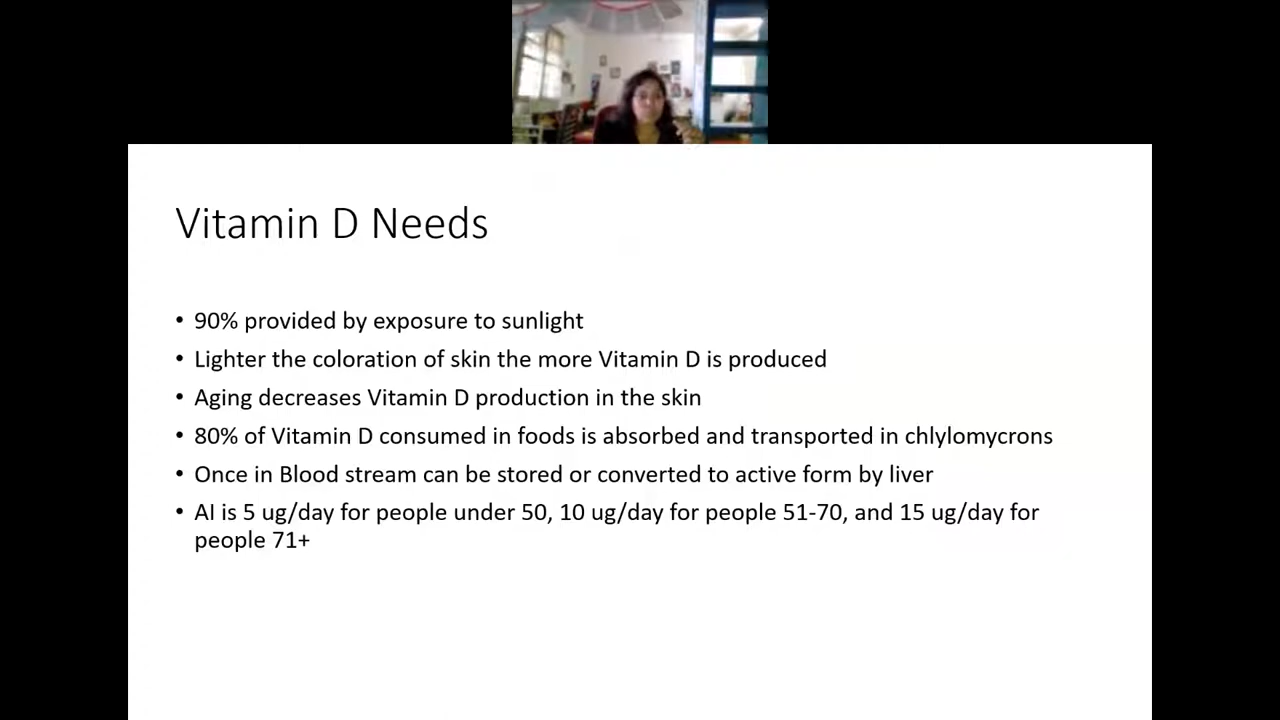 Vitamin D Needs
• 90% provided by exposure to sunlight
• Lighter the coloration of skin the more Vitamin D is produced
• Aging decreases Vitamin D production in the skin
• 80% of Vitamin D consumed in foods is absorbed and transported in chlylomycrons
• Once in Blood stream can be stored or converted to active form by liver
• AI is 5 ug/day for people under 50, 10 ug/day for people 51-70, and 15 ug/day for
people 71+